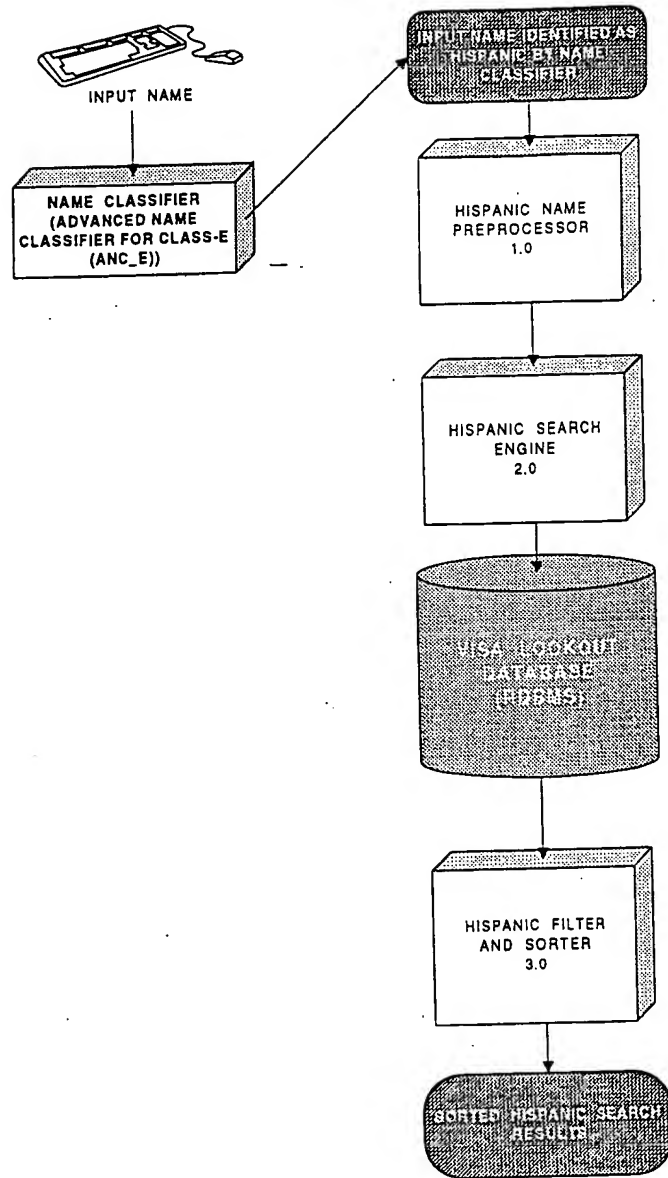 INPUT NAME
NAME CLASSIFIER
(ADVANCED NAME
CLASSIFIER FOR CLASS-E
(ANC_E))
INPUT NAME IDENTIFIED AS
HISPANIC BY NAME
CLASSIFIER
HISPANIC NAME
PREPROCESSOR
1.0
HISPANIC SEARCH
ENGINE
2.0
VISA LOOKOUT
DATABASE
(RDBMS)
HISPANIC FILTER
AND SORTER
3.0
SORTED HISPANIC SEARCH
RESULTS